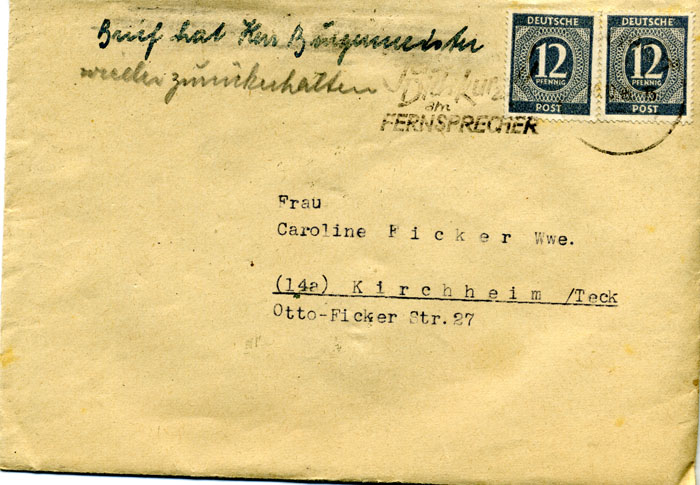 Brief hat Herr Bürgermeister
wieder zurückerhalten
DEUTSCHE
12
PFENNIG
POST
DEUTSCHE
12
PFENNIG
POST
Kurz
am
FERNSPRECHER
Frau
Caroline Ficker Wwe.
(14a) Kirchheim /Teck
Otto-Ficker Str.27